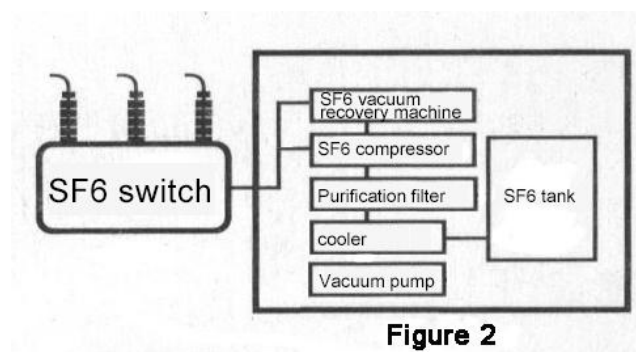 SF6 switch
SF6 vacuum
recovery machine
SF6 compressor
Purification filter
cooler
Vacuum pump
SF6 tank
Figure 2